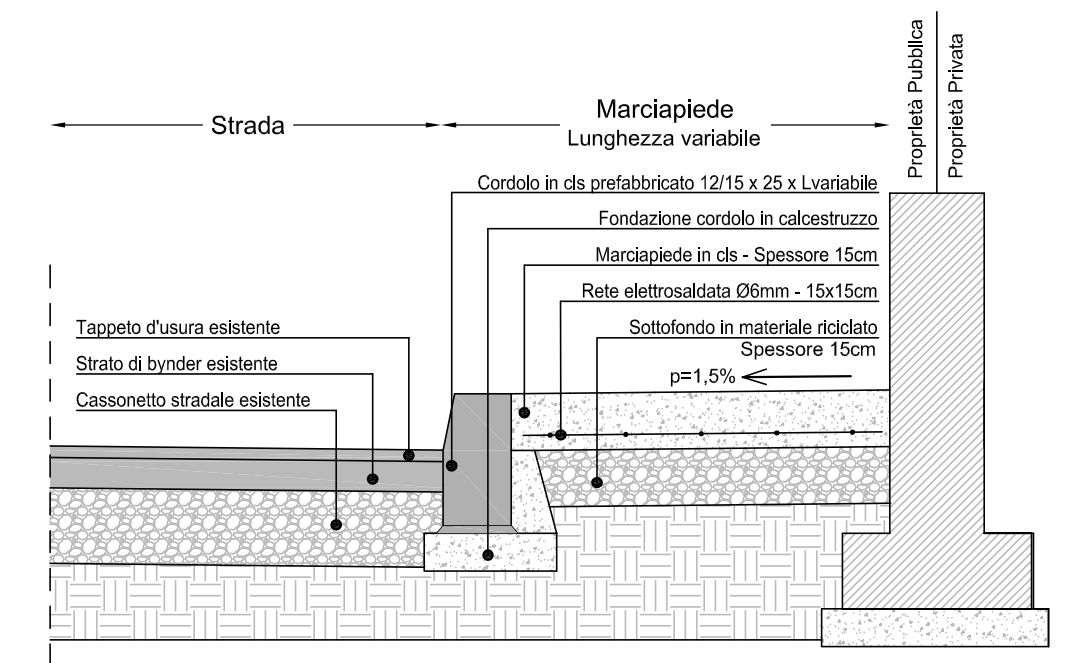 Proprietà Pubblica
Proprietà Privata
Strada
Marciapiede
Lunghezza variabile
Cordolo in cls prefabbricato 12/15 x 25 x Lvariabile
Fondazione cordolo in calcestruzzo
Marciapiede in cls - Spessore 15cm
Rete elettrosaldata Ø6mm - 15x15cm
Sottofondo in materiale riciclato
Spessore 15cm
p=1,5%
Tappeto d'usura esistente
Strato di bynder esistente
Cassonetto stradale esistente